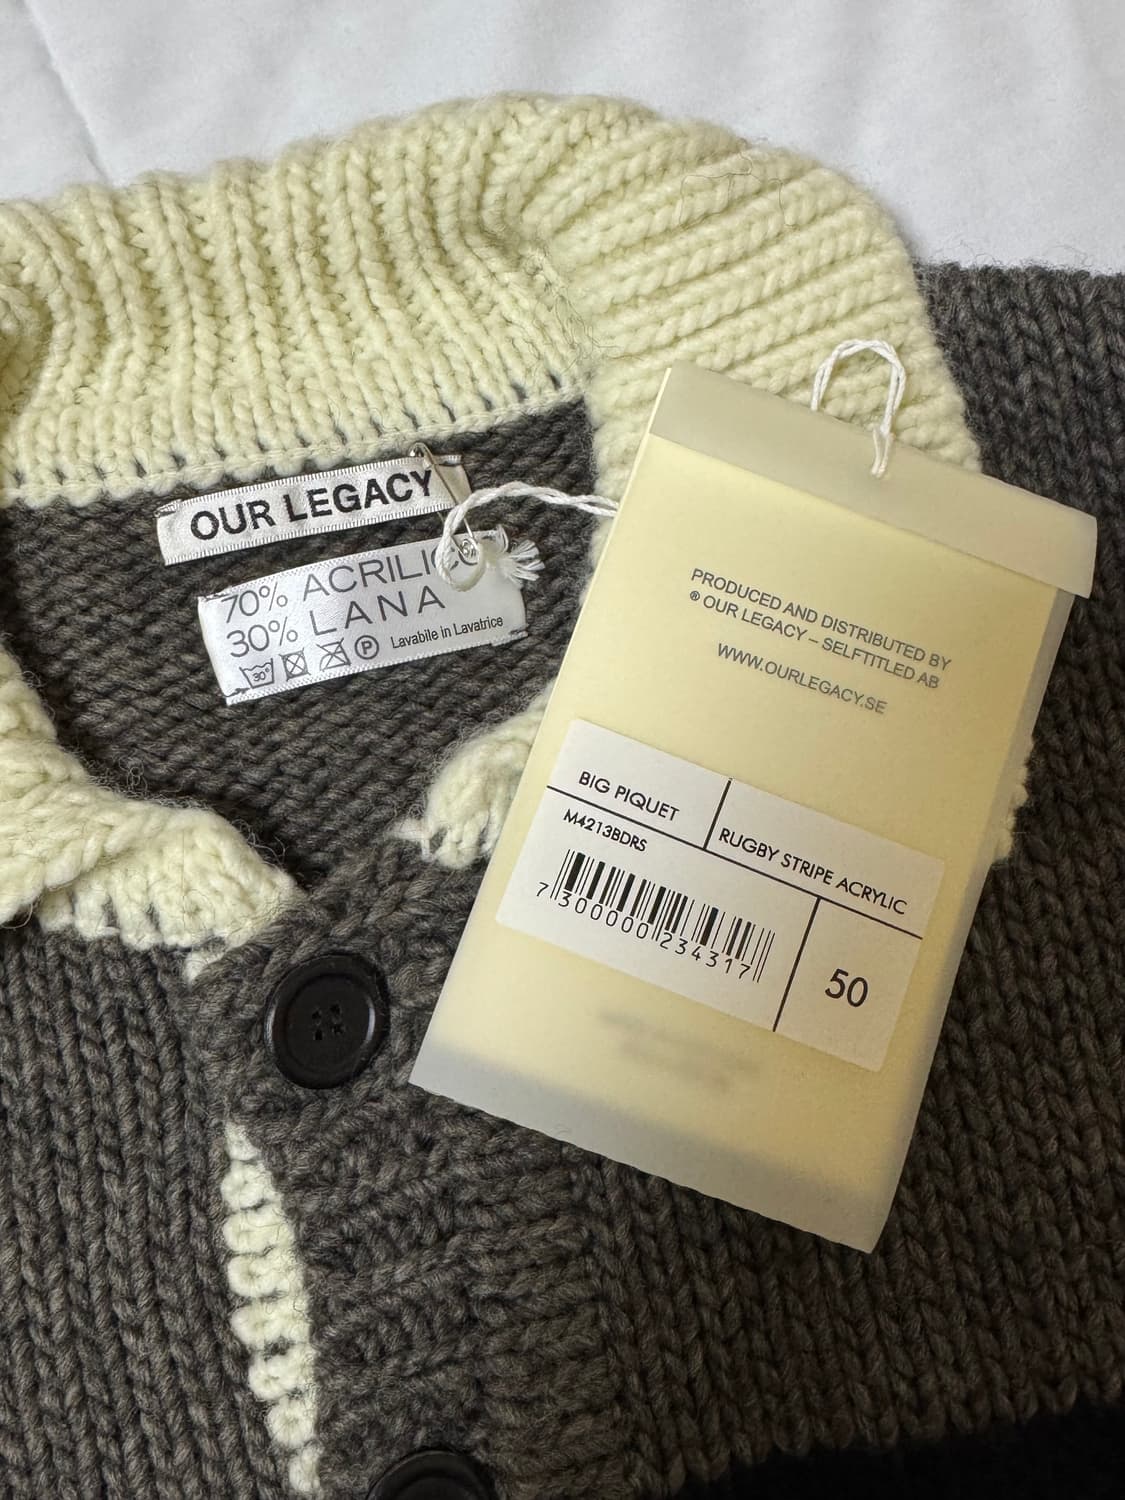 OUR LEGACY
70% ACRILICO
30% LANA
30° P Lavabile in Lavatrice
PRODUCED AND DISTRIBUTED BY
® OUR LEGACY – SELFTITLED AB
WWW.OURLEGACY.SE
BIG PIQUET
RUGBY STRIPE ACRYLIC
M4213BDRS
7 300000 234317
50